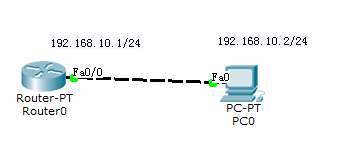 192.168.10.1/24
192.168.10.2/24
Fa0/0
Fa0
Router-PT
Router0
PC-PT
PC0